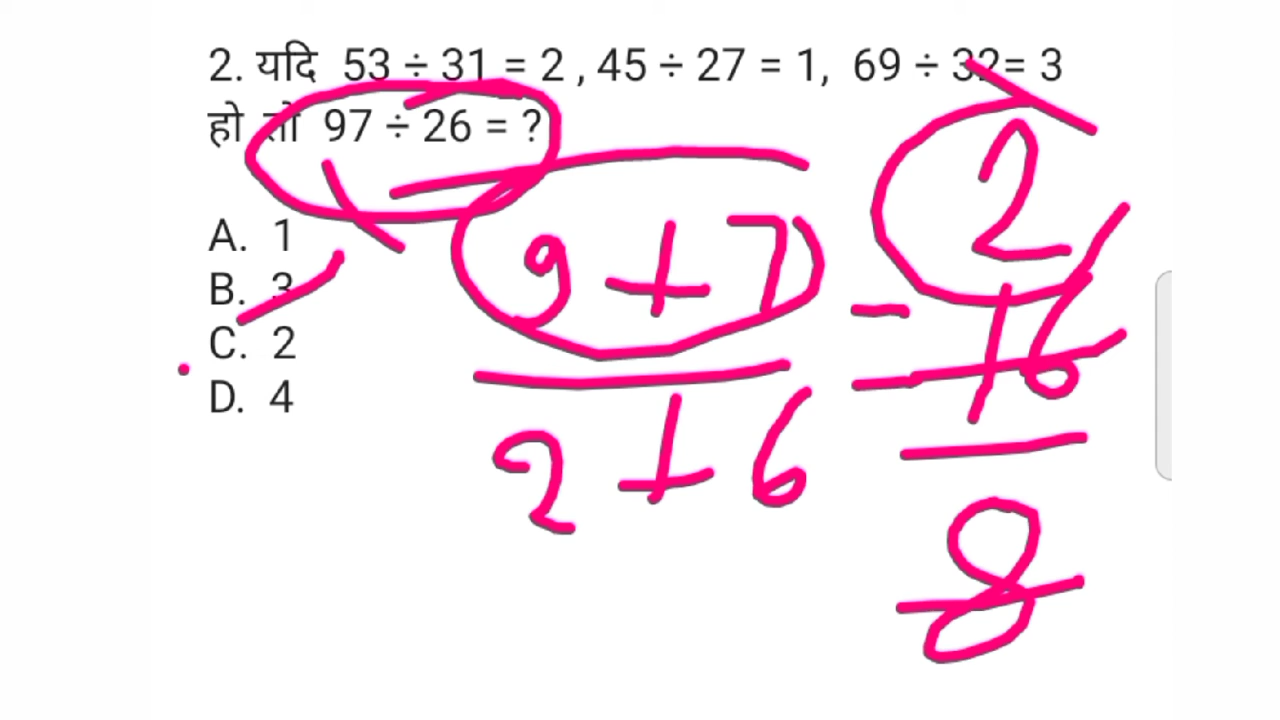 2. यदि 53 ÷ 31 = 2 , 45 ÷ 27 = 1, 69 ÷ 32= 3
हो तो 97 ÷ 26 = ?
A. 1
B. 3
C. 2
D. 4
9 + 7
2 + 6
= 16
8
2